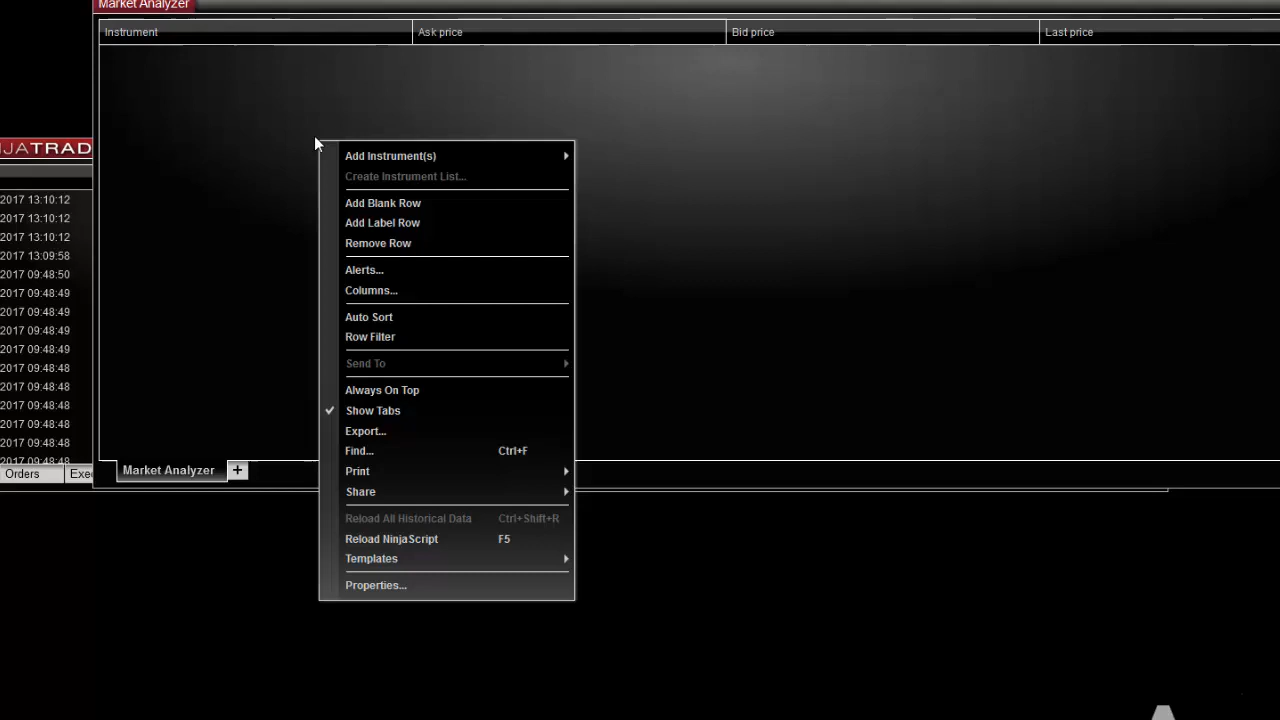 Market Analyzer
Instrument Ask price Bid price Last price
JATRAD
2017 13:10:12
2017 13:10:12
2017 13:10:12
2017 13:09:58
2017 09:48:50
2017 09:48:49
2017 09:48:49
2017 09:48:49
2017 09:48:49
2017 09:48:48
2017 09:48:48
2017 09:48:48
2017 09:48:48
2017 09:48:48
2017 09:48:48
Orders Exe
Market Analyzer +
Add Instrument(s)
Create Instrument List...
Add Blank Row
Add Label Row
Remove Row
Alerts...
Columns...
Auto Sort
Row Filter
Send To
Always On Top
Show Tabs
Export...
Find... Ctrl+F
Print
Share
Reload All Historical Data Ctrl+Shift+R
Reload NinjaScript F5
Templates
Properties...